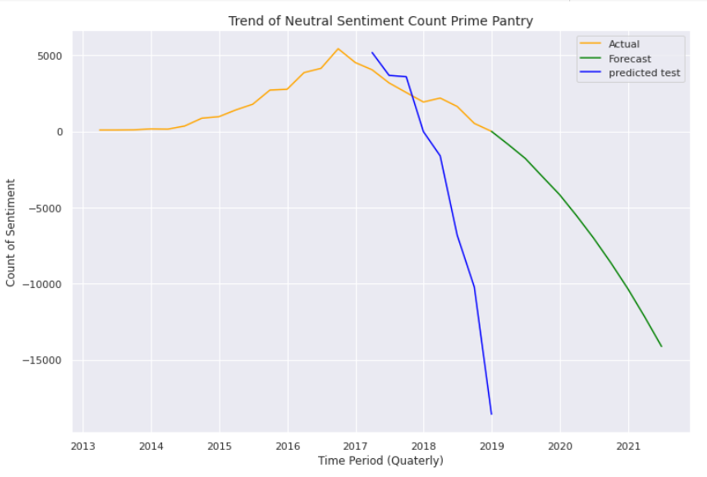 Trend of Neutral Sentiment Count Prime Pantry
Actual
Forecast
predicted test
Count of Sentiment
5000
0
−5000
−10000
−15000
2013 2014 2015 2016 2017 2018 2019 2020 2021
Time Period (Quaterly)